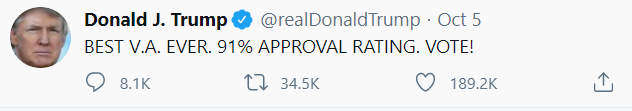 Donald J. Trump @realDonaldTrump · Oct 5
BEST V.A. EVER. 91% APPROVAL RATING. VOTE!
8.1K 34.5K 189.2K